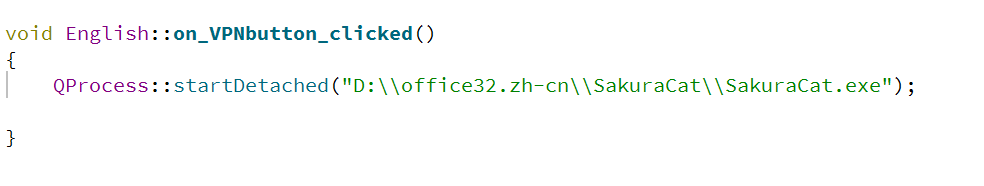 void English::on_VPNbutton_clicked()
{
    QProcess::startDetached("D:\\office32.zh-cn\\SakuraCat\\SakuraCat.exe");
}